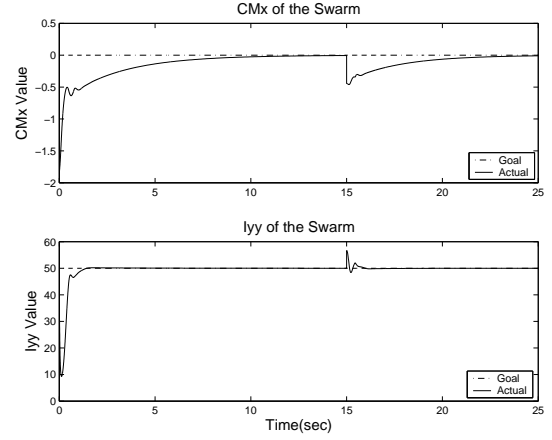 CMx of the Swarm
0.5
0
−0.5
−1
−1.5
−2
CMx Value
0 5 10 15 20 25
Goal
Actual
Iyy of the Swarm
60
50
40
30
20
10
0
Iyy Value
0 5 10 15 20 25
Time(sec)
Goal
Actual